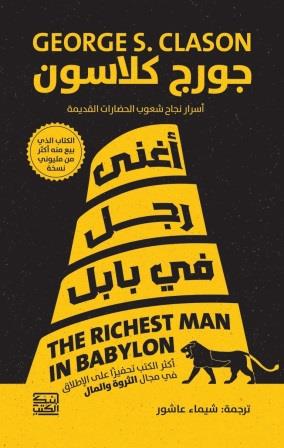 GEORGE S. CLASON
جورج كلاسون
أسرار نجاح شعوب الحضارات القديمة
الكتاب الذي
بيع منه أكثر
من مليوني
نسخة
أغنى
رجل
في بابل
THE RICHEST MAN
IN BABYLON
أكثر الكتب تحفيزًا على الإطلاق
في مجال الثروة والمال
ترجمة: شيماء عاشور